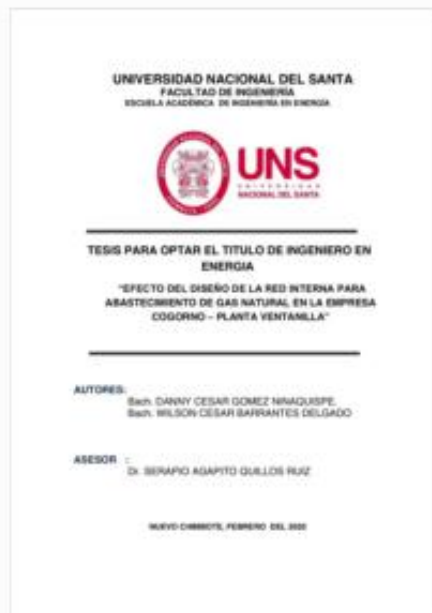 UNIVERSIDAD NACIONAL DEL SANTA
FACULTAD DE INGENIERÍA
ESCUELA ACADÉMICA DE INGENIERÍA EN ENERGÍA
UNS
UNIVERSIDAD
NACIONAL DEL SANTA
TESIS PARA OPTAR EL TITULO DE INGENIERO EN
ENERGIA
"EFECTO DEL DISEÑO DE LA RED INTERNA PARA
ABASTECIMIENTO DE GAS NATURAL EN LA EMPRESA
COGORNO – PLANTA VENTANILLA"
AUTORES:
Bach. DANNY CESAR GOMEZ NINAQUISPE.
Bach. WILSON CESAR BARRANTES DELGADO
ASESOR :
Dr. SERAPIO AGAPITO QUILLOS RUIZ
NUEVO CHIMBOTE, FEBRERO DEL 2020